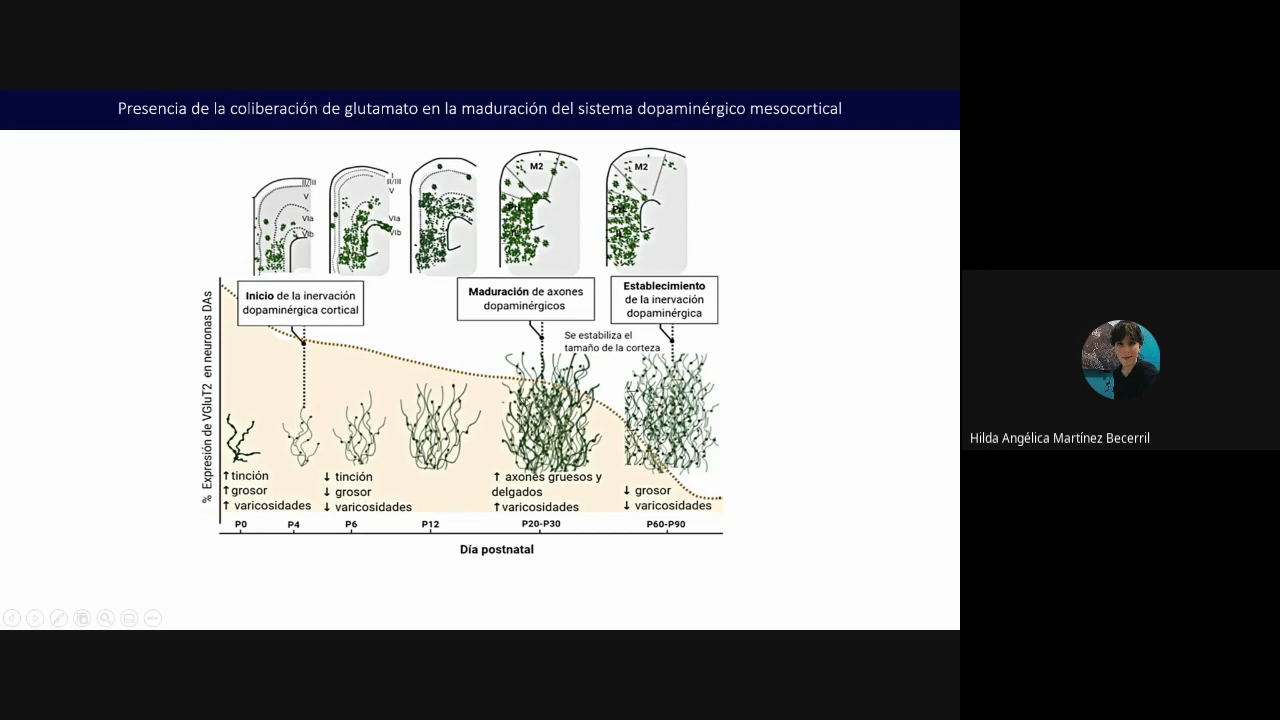 Presencia de la coliberación de glutamato en la maduración del sistema dopaminérgico mesocortical
II/III
V
VIa
VIb
I
II/III
V
VIa
VIb
M2
M2
Inicio de la inervación
dopaminérgica cortical
Maduración de axones
dopaminérgicos
Establecimiento
de la inervación
dopaminérgica
Se estabiliza el
tamaño de la corteza
% Expresión de VGluT2 en neuronas DAs
↑tinción
↑grosor
↑ varicosidades
↓ tinción
↓ grosor
↓ varicosidades
↑ axones gruesos y
delgados
↑varicosidades
↓ grosor
↓ varicosidades
P0 P4 P6 P12 P20-P30 P60-P90
Día postnatal
Hilda Angélica Martínez Becerril